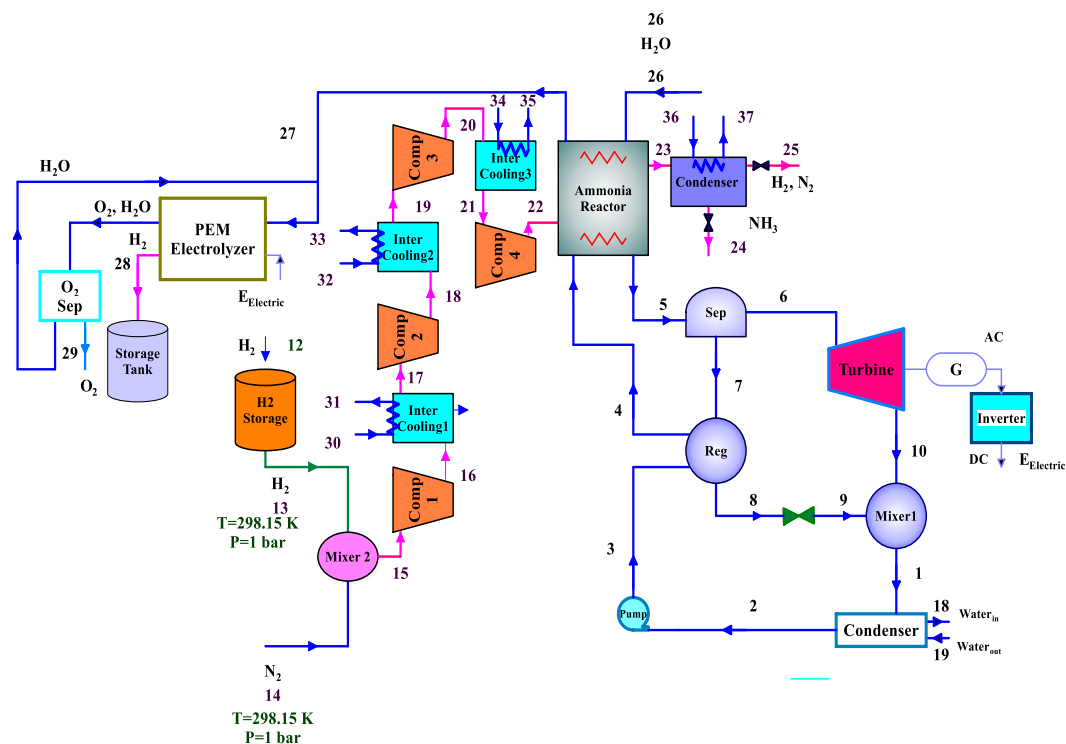 26
H₂O
26
34
35
20
36
37
27
Comp 3
Inter
Cooling3
23
25
H₂O
Ammonia
Reactor
Condenser
H₂, N₂
O₂, H₂O
PEM
Electrolyzer
19
21
22
NH₃
H₂
33
Inter
Cooling2
Comp 4
24
28
32
O₂
Sep
E_Electric
18
5
Sep
6
Storage
Tank
H₂
12
Comp 2
AC
29
O₂
17
Turbine
G
7
H2
Storage
31
Inter
Cooling1
4
Inverter
30
Reg
10
DC
E_Electric
H₂
16
13
Comp 1
8
9
T=298.15 K
P=1 bar
Mixer1
3
Mixer 2
15
1
2
18
Water_in
Pump
Condenser
19
Water_out
N₂
14
T=298.15 K
P=1 bar